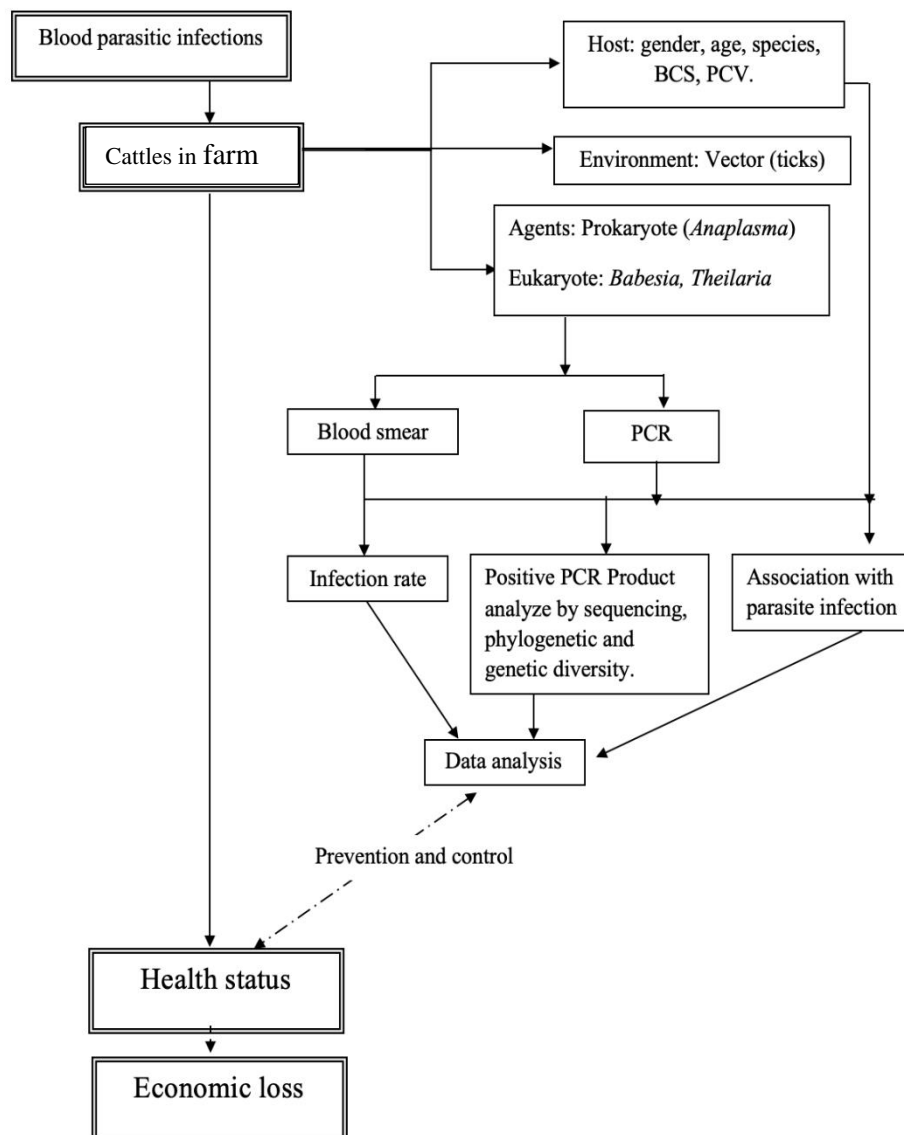 Blood parasitic infections
Host: gender, age, species,
BCS, PCV.
Cattles in farm
Environment: Vector (ticks)
Agents: Prokaryote (Anaplasma)
Eukaryote: Babesia, Theilaria
Blood smear
PCR
Infection rate
Positive PCR Product
analyze by sequencing,
phylogenetic and
genetic diversity.
Association with
parasite infection
Data analysis
Prevention and control
Health status
Economic loss